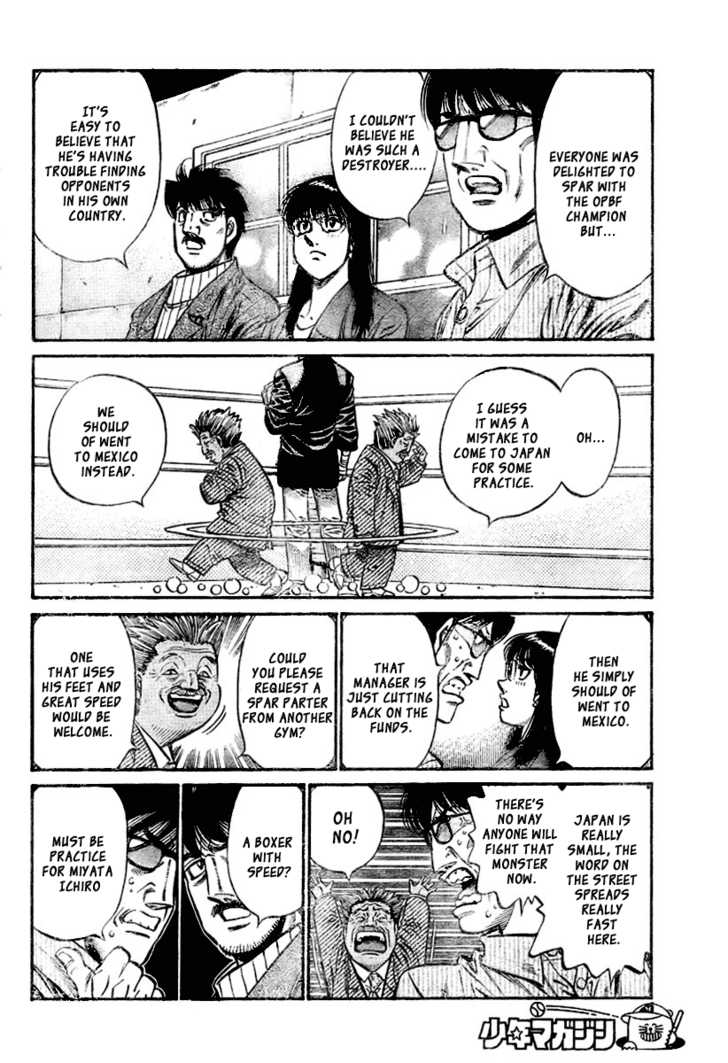 EVERYONE WAS
DELIGHTED TO
SPAR WITH
THE OPBF
CHAMPION
BUT...
I COULDN'T
BELIEVE HE
WAS SUCH A
DESTROYER....
IT'S
EASY TO
BELIEVE THAT
HE'S HAVING
TROUBLE FINDING
OPPONENTS
IN HIS OWN
COUNTRY.
OH...
I GUESS
IT WAS A
MISTAKE TO
COME TO JAPAN
FOR SOME
PRACTICE.
WE
SHOULD
OF WENT
TO MEXICO
INSTEAD.
THEN
HE SIMPLY
SHOULD OF
WENT TO
MEXICO.
THAT
MANAGER IS
JUST CUTTING
BACK ON THE
FUNDS.
COULD
YOU PLEASE
REQUEST A
SPAR PARTER
FROM ANOTHER
GYM?
ONE
THAT USES
HIS FEET AND
GREAT SPEED
WOULD BE
WELCOME.
JAPAN IS
REALLY
SMALL, THE
WORD ON
THE STREET
SPREADS
REALLY
FAST
HERE.
THERE'S
NO WAY
ANYONE WILL
FIGHT THAT
MONSTER
NOW.
OH
NO!
A BOXER
WITH
SPEED?
MUST BE
PRACTICE
FOR MIYATA
ICHIRO
少年マガジン